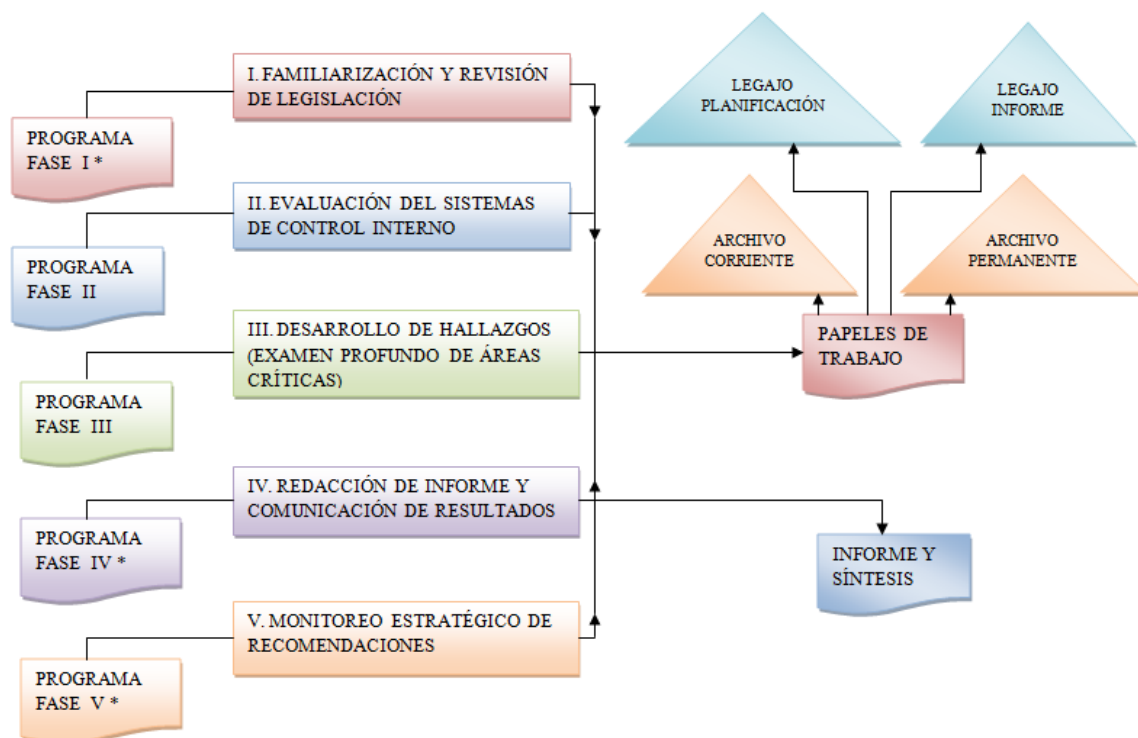 I. FAMILIARIZACIÓN Y REVISIÓN
DE LEGISLACIÓN
PROGRAMA
FASE I *
II. EVALUACIÓN DEL SISTEMAS
DE CONTROL INTERNO
PROGRAMA
FASE II
III. DESARROLLO DE HALLAZGOS
(EXAMEN PROFUNDO DE ÁREAS
CRÍTICAS)
PROGRAMA
FASE III
IV. REDACCIÓN DE INFORME Y
COMUNICACIÓN DE RESULTADOS
PROGRAMA
FASE IV *
V. MONITOREO ESTRATÉGICO DE
RECOMENDACIONES
PROGRAMA
FASE V *
LEGAJO
PLANIFICACIÓN
LEGAJO
INFORME
ARCHIVO
CORRIENTE
ARCHIVO
PERMANENTE
PAPELES DE
TRABAJO
INFORME Y
SÍNTESIS